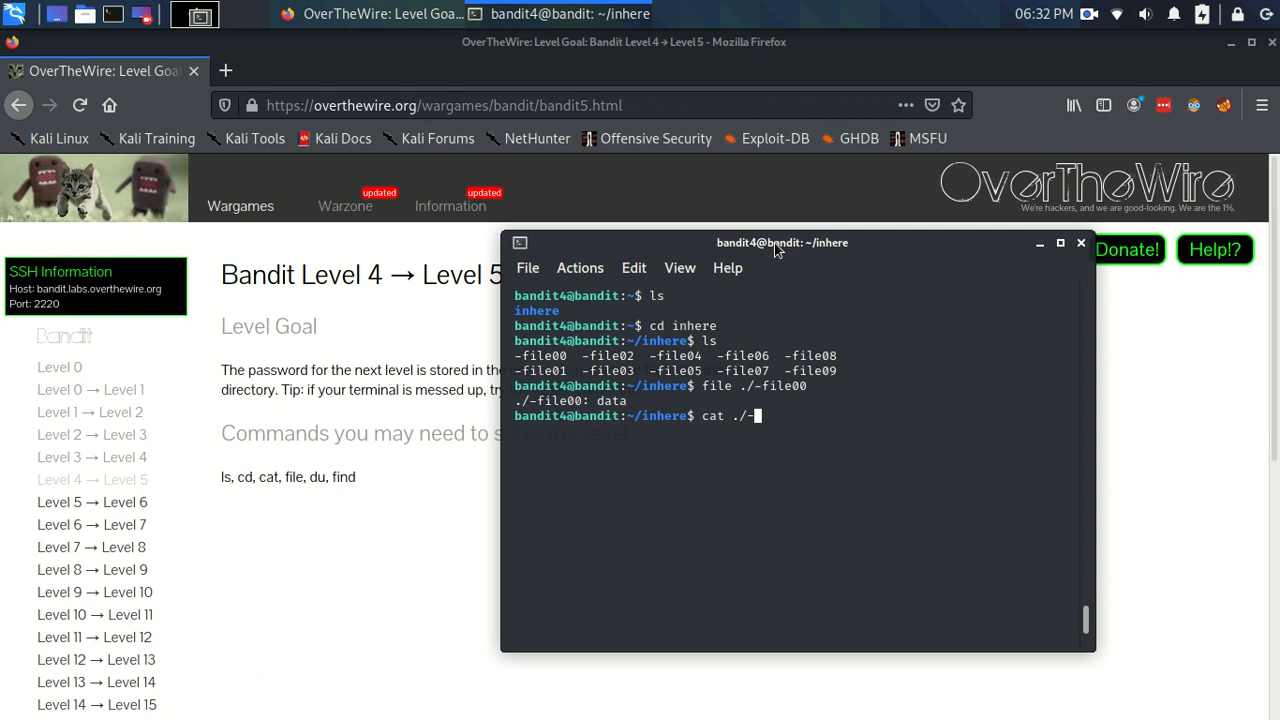 OverTheWire: Level Goa...
bandit4@bandit: ~/inhere
06:32 PM
OverTheWire: Level Goal: Bandit Level 4 → Level 5 - Mozilla Firefox
OverTheWire: Level Goal
https://overthewire.org/wargames/bandit/bandit5.html
Kali Linux
Kali Training
Kali Tools
Kali Docs
Kali Forums
NetHunter
Offensive Security
Exploit-DB
GHDB
MSFU
Wargames
Warzone
updated
Information
updated
OverTheWire
We're hackers, and we are good-looking. We are the 1%.
Donate!
Help!?
SSH Information
Host: bandit.labs.overthewire.org
Port: 2220
Bandit
Level 0
Level 0 → Level 1
Level 1 → Level 2
Level 2 → Level 3
Level 3 → Level 4
Level 4 → Level 5
Level 5 → Level 6
Level 6 → Level 7
Level 7 → Level 8
Level 8 → Level 9
Level 9 → Level 10
Level 10 → Level 11
Level 11 → Level 12
Level 12 → Level 13
Level 13 → Level 14
Level 14 → Level 15
Bandit Level 4 → Level 5
Level Goal
The password for the next level is stored in the
directory. Tip: if your terminal is messed up, try
Commands you may need to
ls, cd, cat, file, du, find
bandit4@bandit: ~/inhere
File Actions Edit View Help
bandit4@bandit:~$ ls
inhere
bandit4@bandit:~$ cd inhere
bandit4@bandit:~/inhere$ ls
-file00 -file02 -file04 -file06 -file08
-file01 -file03 -file05 -file07 -file09
bandit4@bandit:~/inhere$ file ./-file00
./-file00: data
bandit4@bandit:~/inhere$ cat ./-